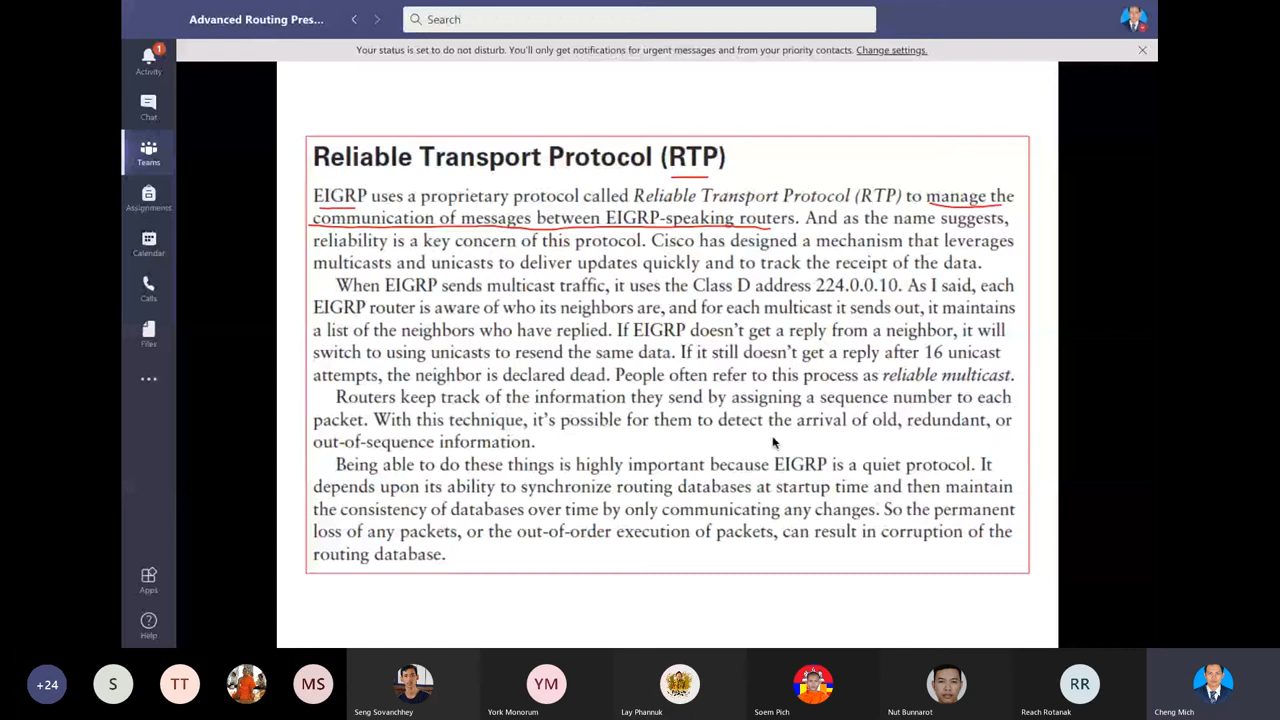 Advanced Routing Pres...
Search
Your status is set to do not disturb. You'll only get notifications for urgent messages and from your priority contacts. Change settings.
1
Activity
Chat
Teams
Assignments
Calendar
Calls
Files
Apps
Help
Reliable Transport Protocol (RTP)
EIGRP uses a proprietary protocol called Reliable Transport Protocol (RTP) to manage the
communication of messages between EIGRP-speaking routers. And as the name suggests,
reliability is a key concern of this protocol. Cisco has designed a mechanism that leverages
multicasts and unicasts to deliver updates quickly and to track the receipt of the data.
When EIGRP sends multicast traffic, it uses the Class D address 224.0.0.10. As I said, each
EIGRP router is aware of who its neighbors are, and for each multicast it sends out, it maintains
a list of the neighbors who have replied. If EIGRP doesn't get a reply from a neighbor, it will
switch to using unicasts to resend the same data. If it still doesn't get a reply after 16 unicast
attempts, the neighbor is declared dead. People often refer to this process as reliable multicast.
Routers keep track of the information they send by assigning a sequence number to each
packet. With this technique, it's possible for them to detect the arrival of old, redundant, or
out-of-sequence information.
Being able to do these things is highly important because EIGRP is a quiet protocol. It
depends upon its ability to synchronize routing databases at startup time and then maintain
the consistency of databases over time by only communicating any changes. So the permanent
loss of any packets, or the out-of-order execution of packets, can result in corruption of the
routing database.
+24
S
TT
MS
YM
RR
Seng Sovanchhey
York Monorum
Lay Phannuk
Soem Pich
Nut Bunnarot
Reach Rotanak
Cheng Mich